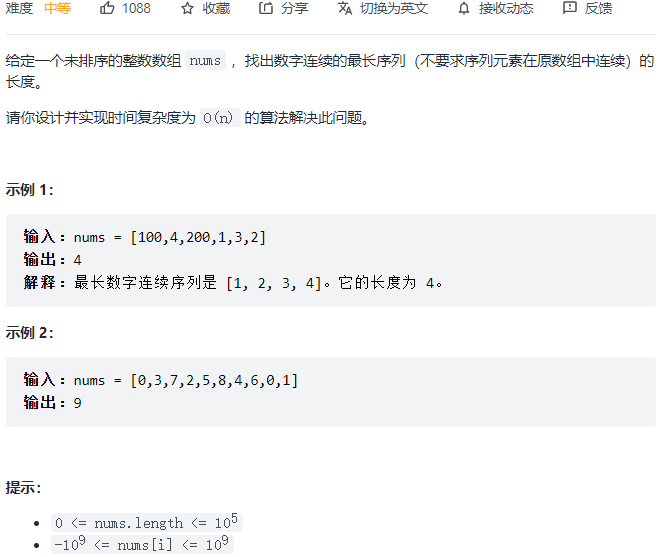 难度 中等 1088 收藏 分享 切换为英文 接收动态 反馈
给定一个未排序的整数数组 nums ，找出数字连续的最长序列（不要求序列元素在原数组中连续）的
长度。
请你设计并实现时间复杂度为 O(n) 的算法解决此问题。
示例 1：
输入：nums = [100,4,200,1,3,2]
输出：4
解释：最长数字连续序列是 [1, 2, 3, 4]。它的长度为 4。
示例 2：
输入：nums = [0,3,7,2,5,8,4,6,0,1]
输出：9
提示：
• 0 <= nums.length <= 10⁵
• -10⁹ <= nums[i] <= 10⁹